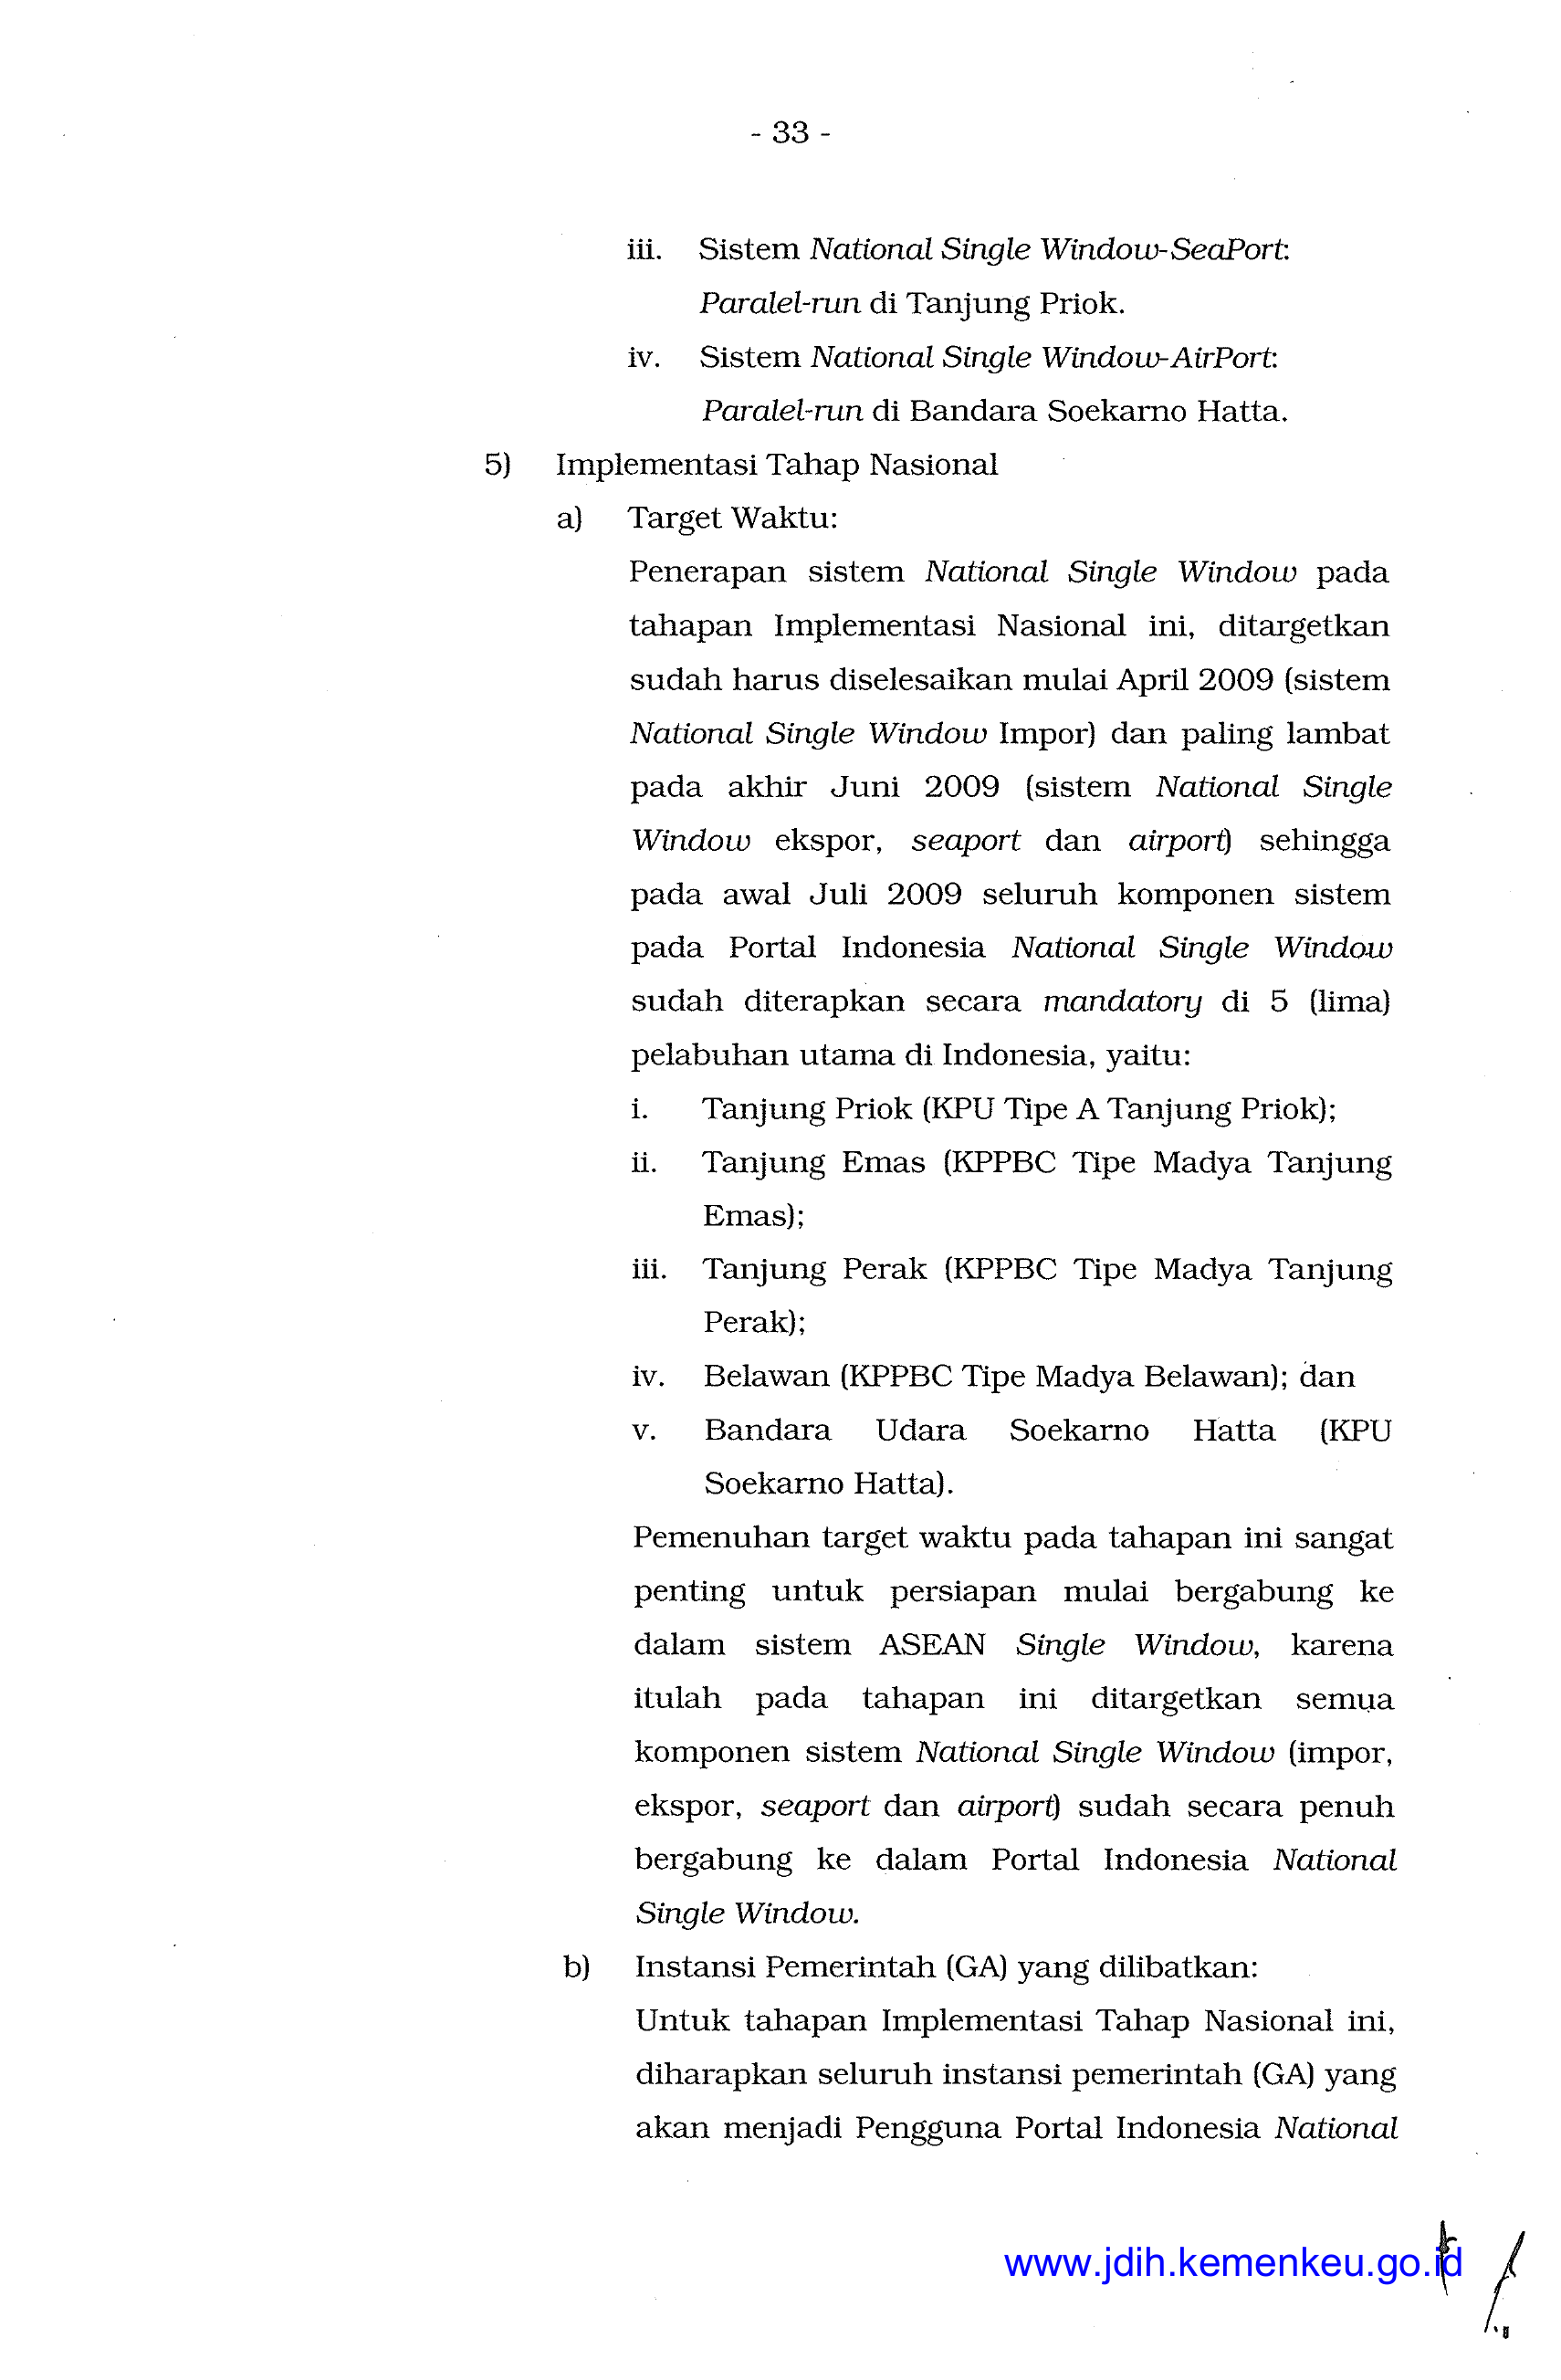 - 33 -
iii. Sistem National Single Window-SeaPort:
Paralel-run di Tanjung Priok.
iv. Sistem National Single Window-AirPort:
Paralel-run di Bandara Soekarno Hatta.
5) Implementasi Tahap Nasional
a) Target Waktu:
Penerapan sistem National Single Window pada
tahapan Implementasi Nasional ini, ditargetkan
sudah harus diselesaikan mulai April 2009 (sistem
National Single Window Impor) dan paling lambat
pada akhir Juni 2009 (sistem National Single
Window ekspor, seaport dan airport) sehingga
pada awal Juli 2009 seluruh komponen sistem
pada Portal Indonesia National Single Window
sudah diterapkan secara mandatory di 5 (lima)
pelabuhan utama di Indonesia, yaitu:
i. Tanjung Priok (KPU Tipe A Tanjung Priok);
ii. Tanjung Emas (KPPBC Tipe Madya Tanjung
Emas);
iii. Tanjung Perak (KPPBC Tipe Madya Tanjung
Perak);
iv. Belawan (KPPBC Tipe Madya Belawan); dan
v. Bandara Udara Soekarno Hatta (KPU
Soekarno Hatta).
Pemenuhan target waktu pada tahapan ini sangat
penting untuk persiapan mulai bergabung ke
dalam sistem ASEAN Single Window, karena
itulah pada tahapan ini ditargetkan semua
komponen sistem National Single Window (impor,
ekspor, seaport dan airport) sudah secara penuh
bergabung ke dalam Portal Indonesia National
Single Window.
b) Instansi Pemerintah (GA) yang dilibatkan:
Untuk tahapan Implementasi Tahap Nasional ini,
diharapkan seluruh instansi pemerintah (GA) yang
akan menjadi Pengguna Portal Indonesia National
www.jdih.kemenkeu.go.id